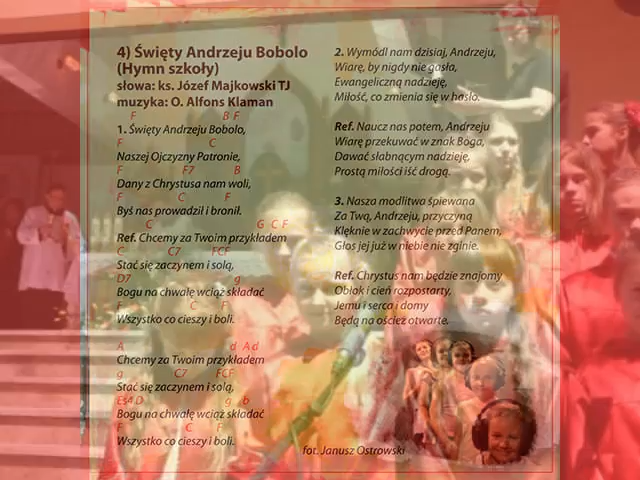 4) Święty Andrzeju Bobolo
(Hymn szkoły)
słowa: ks. Józef Majkowski TJ
muzyka: O. Alfons Klaman
F B F
1. Święty Andrzeju Bobolo,
F C
Naszej Ojczyzny Patronie,
F F7 B
Dany z Chrystusa nam woli,
F C F
Byś nas prowadził i bronił.
C G C F
Ref. Chcemy za Twoim przykładem
C C7 FCF
Stać się zaczynem i solą,
D7 g
Bogu na chwałę wciąż składać
F C F
Wszystko co cieszy i boli.
A d A d
Chcemy za Twoim przykładem
g C7 FCF
Stać się zaczynem i solą,
D g b
Bogu na chwałę wciąż składać
F C F
Wszystko co cieszy i boli.
2. Wymódl nam dzisiaj, Andrzeju,
Wiarę, by nigdy nie gasła,
Ewangeliczną nadzieję,
Miłość, co zmienia się w hasło.
Ref. Naucz nas potem, Andrzeju
Wiarę przekuwać w znak Boga,
Dawać słabnącym nadzieję,
Prostą miłości iść drogą.
3. Nasza modlitwa śpiewana
Za Twą, Andrzeju, przyczyną
Klęknie w zachwycie przed Panem,
Głos jej już w niebie nie zginie.
Ref. Chrystus nam będzie znajomy
Obłok i cień rozpostarty,
Jemu i serca i domy
Będą na oścież otwarte.
fot. Janusz Ostrowski